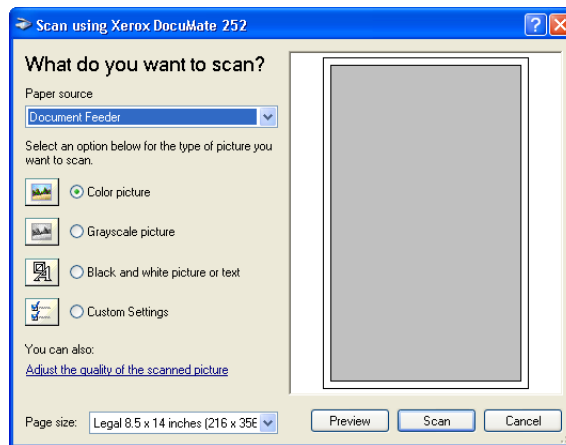 Scan using Xerox DocuMate 252
What do you want to scan?
Paper source
Document Feeder
Select an option below for the type of picture you
want to scan.
Color picture
Grayscale picture
Black and white picture or text
Custom Settings
You can also:
Adjust the quality of the scanned picture
Page size: Legal 8.5 x 14 inches (216 x 356
Preview Scan Cancel